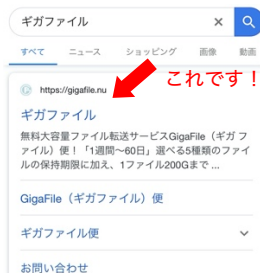 ギガファイル
すべて ニュース ショッピング 画像 動画
これです！
https://gigafile.nu
ギガファイル
無料大容量ファイル転送サービスGigaFile（ギガ フ
ァイル）便！「1週間〜60日」選べる5種類のファイ
ルの保持期限に加え、1ファイル200Gまで ...
GigaFile（ギガファイル）便
ギガファイル便
お問い合わせ